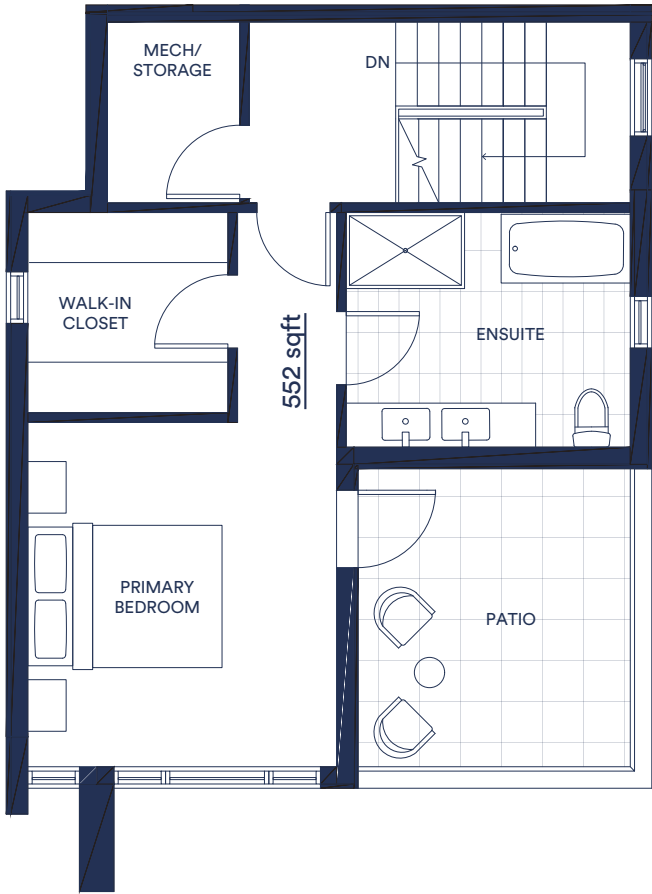 MECH/
STORAGE
DN
WALK-IN
CLOSET
552 sqft
ENSUITE
PRIMARY
BEDROOM
PATIO